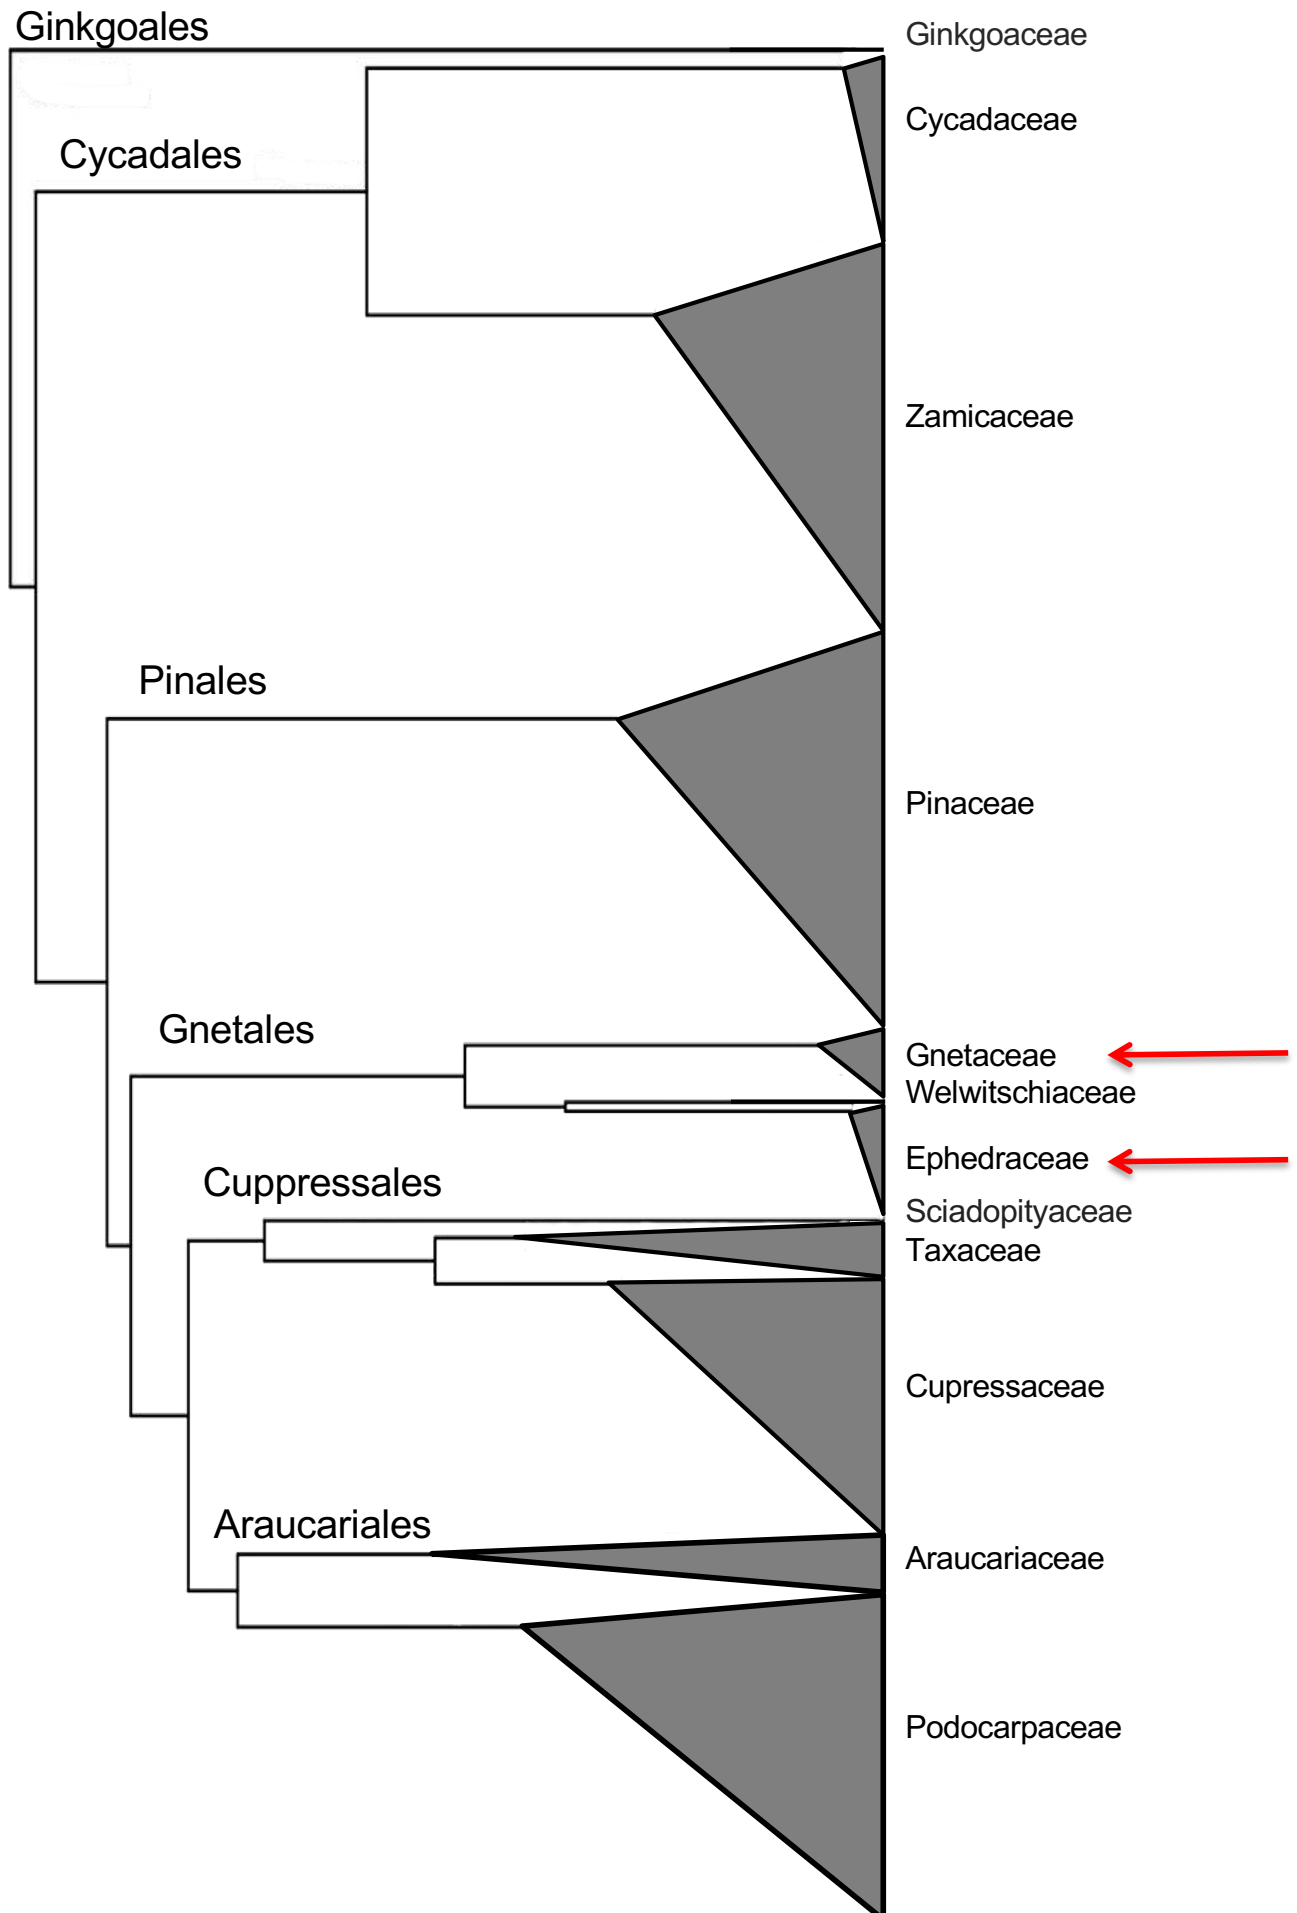 Ginkgoales
Ginkgoaceae
Cycadaceae
Cycadales
Zamicaceae
Pinales
Pinaceae
Gnetales
Gnetaceae
Welwitschiaceae
Ephedraceae
Cuppressales
Sciadopityaceae
Taxaceae
Cupressaceae
Araucariales
Araucariaceae
Podocarpaceae